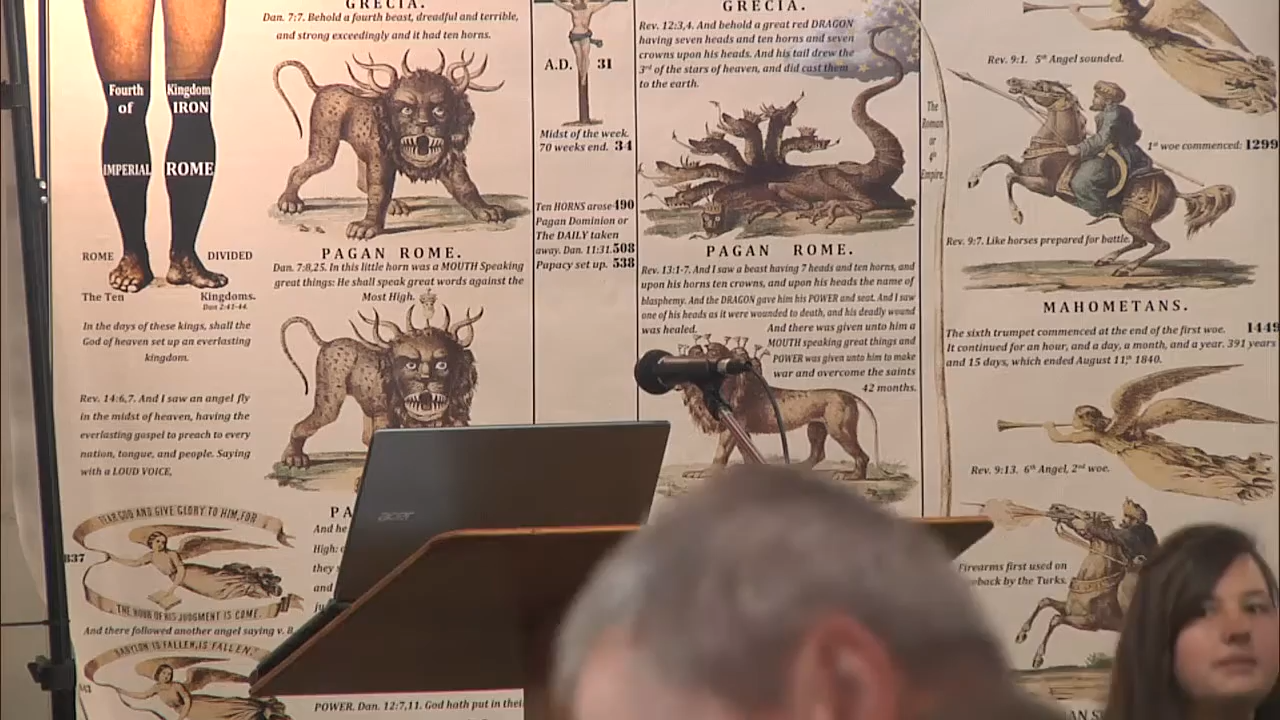 Fourth
of
Kingdom
IRON
IMPERIAL
ROME
ROME
DIVIDED
The Ten
Kingdoms.
Dan 2:41-44.
In the days of these kings, shall the
God of heaven set up an everlasting
kingdom.
Rev. 14:6,7. And I saw an angel fly
in the midst of heaven, having the
everlasting gospel to preach to every
nation, tongue, and people. Saying
with a LOUD VOICE,
FEAR GOD AND GIVE GLORY TO HIM, FOR
837
THE HOUR OF HIS JUDGMENT IS COME.
And there followed another angel saying v. 8
BABYLON IS FALLEN, IS FALLEN.
GRECIA.
Dan. 7:7. Behold a fourth beast, dreadful and terrible,
and strong exceedingly and it had ten horns.
PAGAN ROME.
Dan. 7:8,25. In this little horn was a MOUTH Speaking
great things: He shall speak great words against the
Most High.
PA
And he
High:
they s
and
ju
POWER. Dan. 12:7,11. God hath put in thei
A.D. 31
Midst of the week.
70 weeks end. 34
Ten HORNS arose 490
Pagan Dominion or
The DAILY taken
away. Dan. 11:31. 508
Papacy set up. 538
GRECIA.
Rev. 12:3,4. And behold a great red DRAGON
having seven heads and ten horns and seven
crowns upon his heads. And his tail drew the
3rd of the stars of heaven, and did cast them
to the earth.
PAGAN ROME.
Rev. 13:1-7. And I saw a beast having 7 heads and ten horns, and
upon his horns ten crowns, and upon his heads the name of
blasphemy. And the DRAGON gave him his POWER and seat. And I saw
one of his heads as it were wounded to death, and his deadly wound
was healed.
And there was given unto him a
MOUTH speaking great things and
POWER was given unto him to make
war and overcome the saints
42 months.
The
Roman
or
4th
Empire.
Rev. 9:1. 5th Angel sounded.
1st woe commenced: 1299
Rev. 9:7. Like horses prepared for battle.
MAHOMETANS.
The sixth trumpet commenced at the end of the first woe. 1449
It continued for an hour, and a day, a month, and a year. 391 years
and 15 days, which ended August 11,th 1840.
Rev. 9:13. 6th Angel, 2nd woe.
Firearms first used on
eback by the Turks.
acer